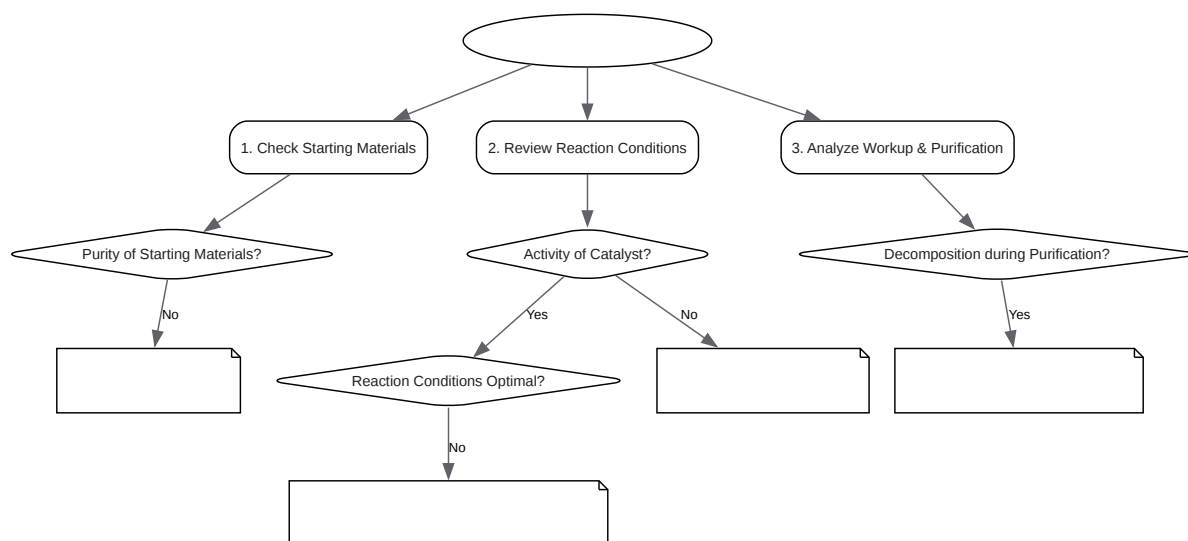 1. Check Starting Materials
2. Review Reaction Conditions
3. Analyze Workup & Purification
Purity of Starting Materials?
Activity of Catalyst?
Decomposition during Purification?
No
Yes
No
Yes
Reaction Conditions Optimal?
No